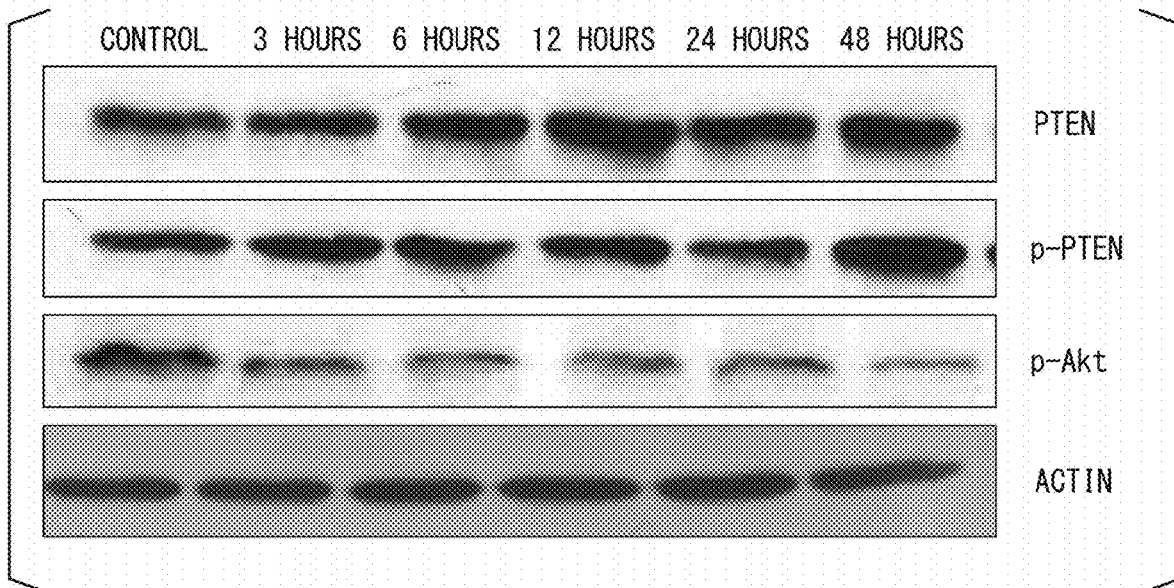 CONTROL 3 HOURS 6 HOURS 12 HOURS 24 HOURS 48 HOURS
PTEN
p-PTEN
p-Akt
ACTIN